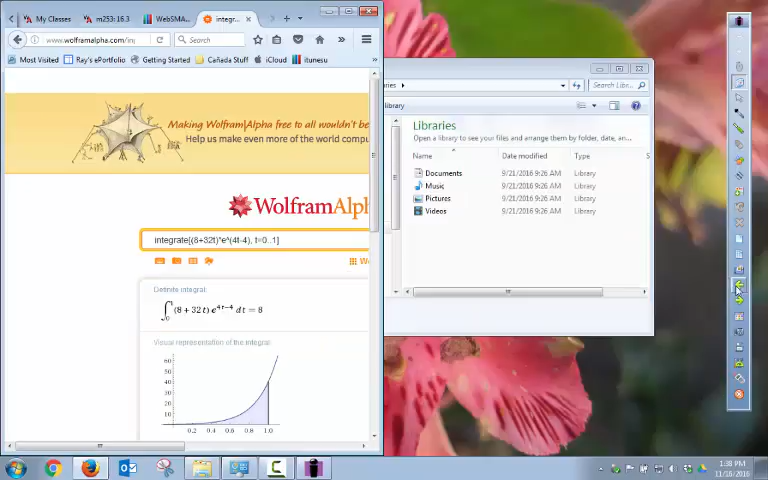 My Classes
m253: 16.3
WebSMA...
integr...
www.wolframalpha.com/in
Search
Most Visited
Ray's ePortfolio
Getting Started
Cañada Stuff
iCloud
itunesu
Making Wolfram|Alpha free to all wouldn't be
Help us make even more of the world compu
WolframAlph
integrate[(8+32t)*e^(4t-4), t=0..1]
Definite integral:
∫₀¹ (8 + 32 t) e^(4 t−4) dt = 8
Visual representation of the integral:
60
50
40
30
20
10
0.2 0.4 0.6 0.8 1.0
Search Libr...
Libraries
Open a library to see your files and arrange them by folder, date, an...
Name
Date modified
Type
S
Documents
9/21/2016 9:26 AM
Library
Music
9/21/2016 9:26 AM
Library
Pictures
9/21/2016 9:26 AM
Library
Videos
9/21/2016 9:26 AM
Library
1:38 PM
11/16/2016